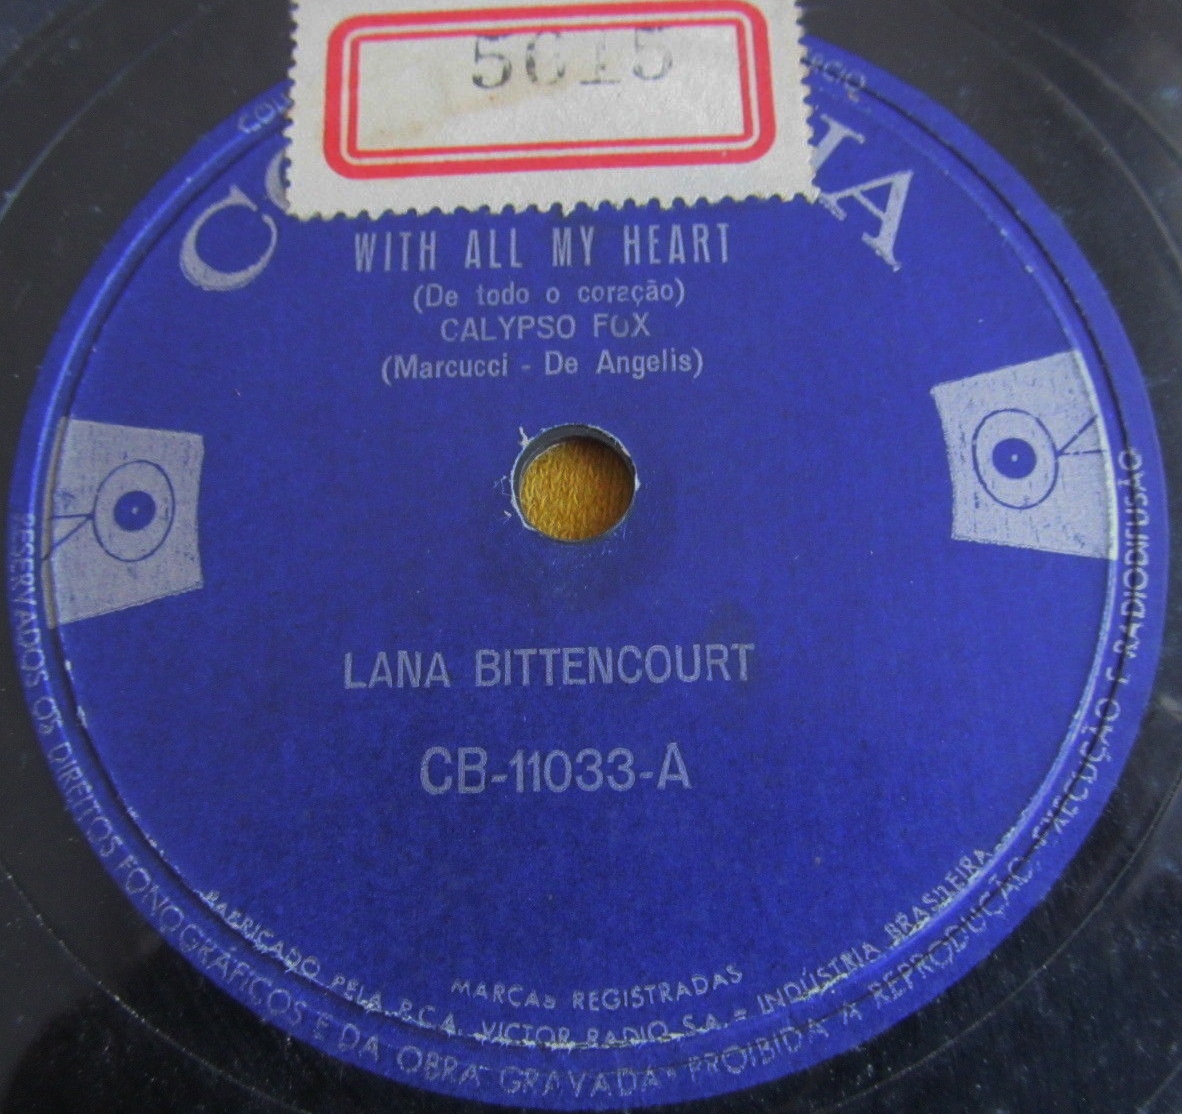 5615
WITH ALL MY HEART
(De todo o coração)
CALYPSO FOX
(Marcucci - De Angelis)
LANA BITTENCOURT
CB-11033-A
MARCAS REGISTRADAS
FABRICADO PELA R.C.A. VICTOR RADIO S.A. - INDÚSTRIA BRASILEIRA
RESERVADOS OS DIREITOS FONOGRÁFICOS E DA OBRA GRAVADA - PROIBIDA A REPRODUÇÃO, EXECUÇÃO E RADIODIFUSÃO